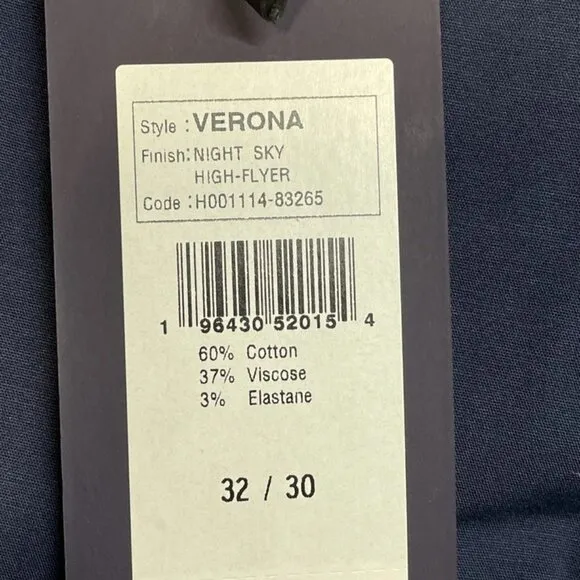 Style : VERONA
Finish: NIGHT SKY
HIGH-FLYER
Code : H001114-83265
1 96430 52015 4
60% Cotton
37% Viscose
3% Elastane
32 / 30